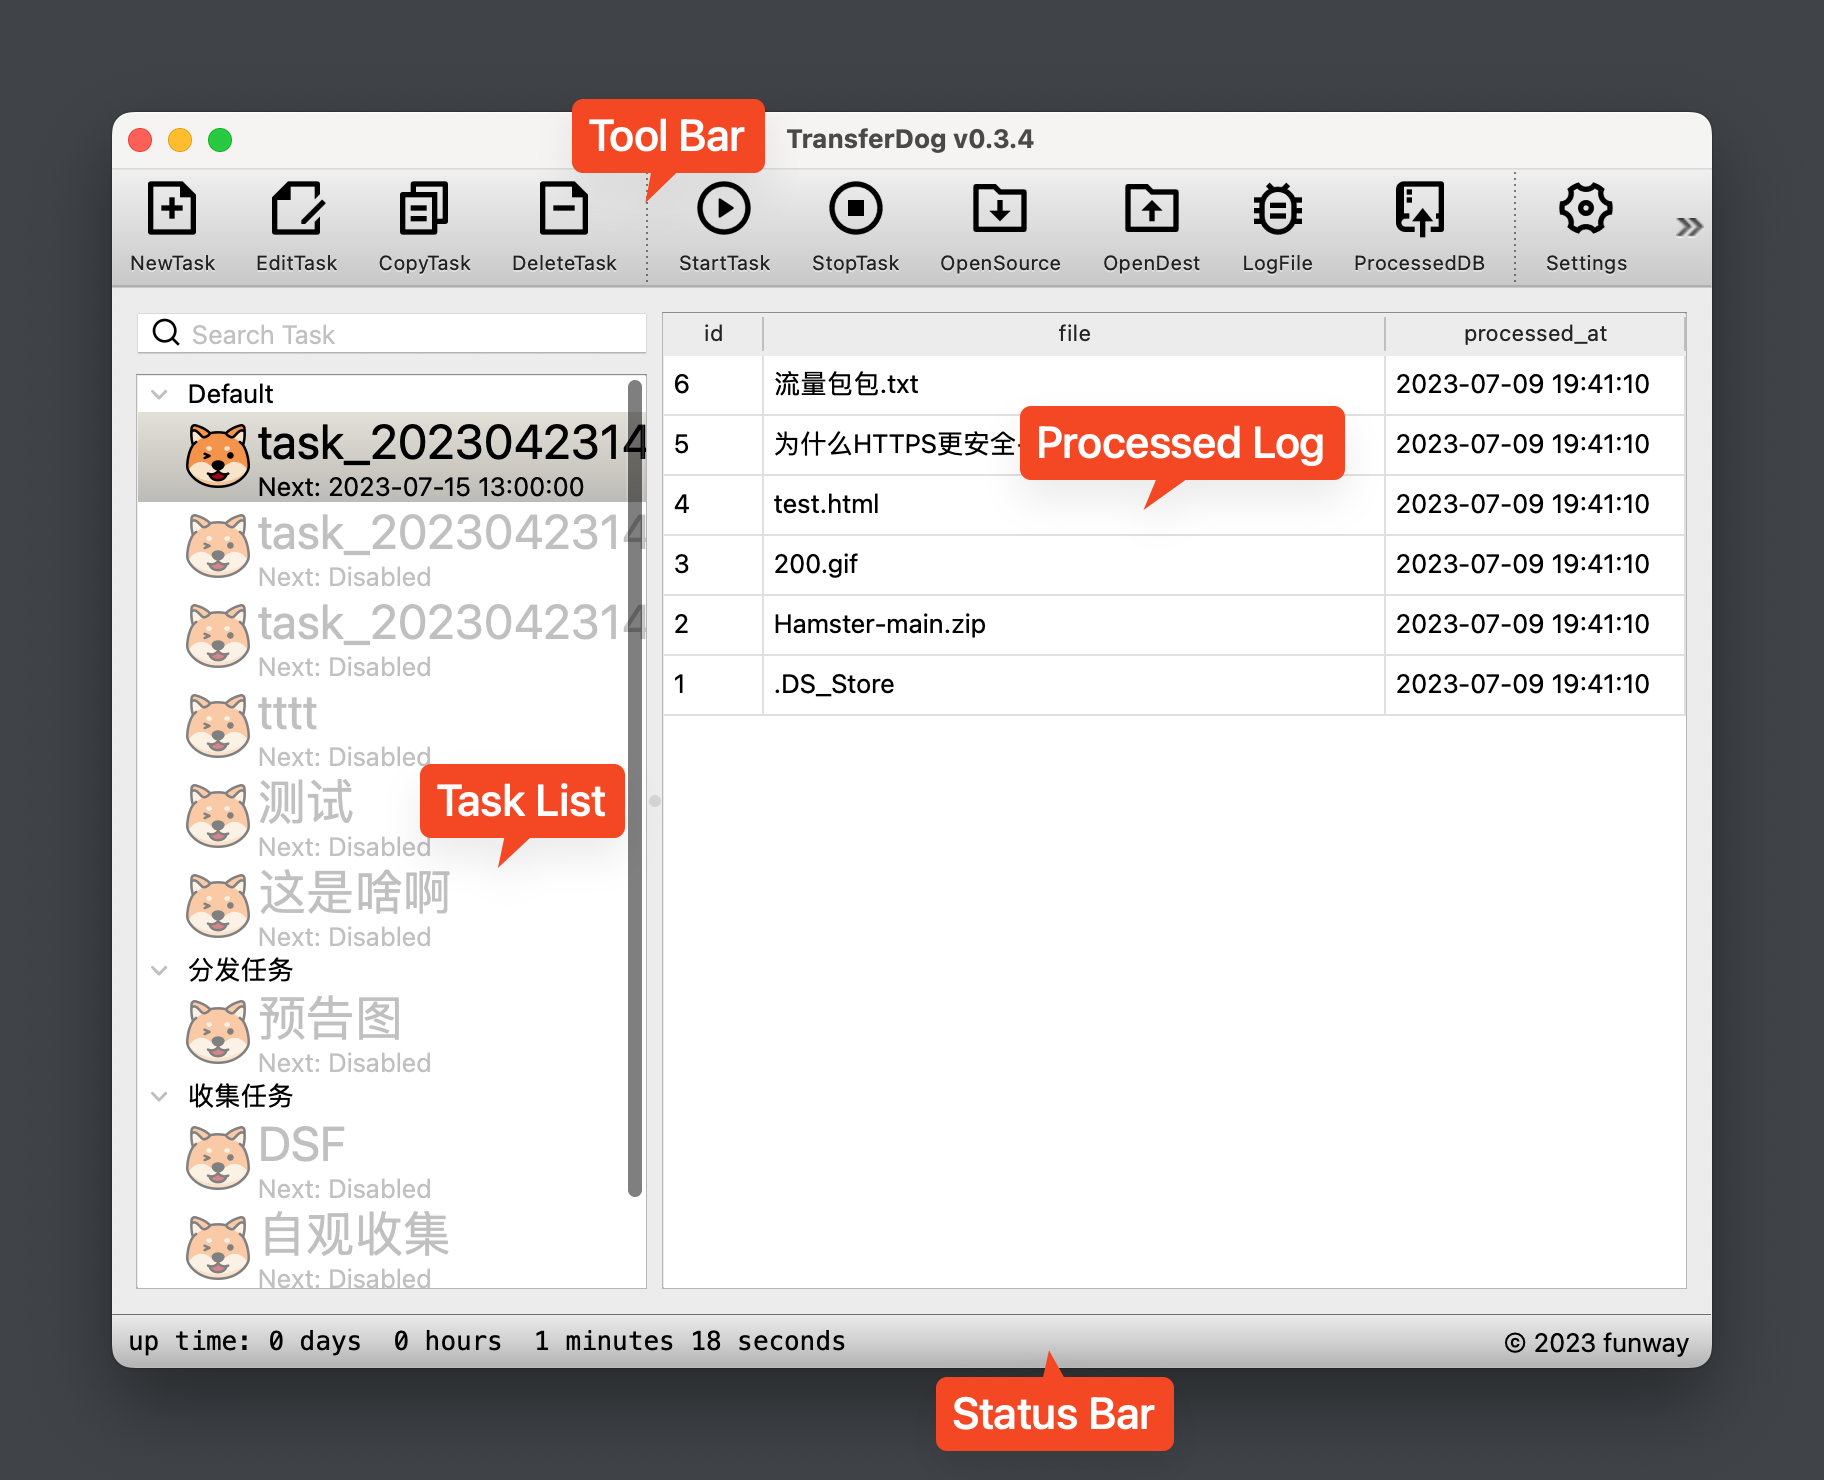 Tool Bar
TransferDog v0.3.4
NewTask
EditTask
CopyTask
DeleteTask
StartTask
StopTask
OpenSource
OpenDest
LogFile
ProcessedDB
Settings
Search Task
Default
task_2023042314
Next: 2023-07-15 13:00:00
task_2023042314
Next: Disabled
task_2023042314
Next: Disabled
tttt
Next: Disabled
测试
Next: Disabled
Task List
这是啥啊
Next: Disabled
分发任务
预告图
Next: Disabled
收集任务
DSF
Next: Disabled
自观收集
Next: Disabled
id file processed_at
6 流量包包.txt 2023-07-09 19:41:10
5 为什么HTTPS更安全 2023-07-09 19:41:10
Processed Log
4 test.html 2023-07-09 19:41:10
3 200.gif 2023-07-09 19:41:10
2 Hamster-main.zip 2023-07-09 19:41:10
1 .DS_Store 2023-07-09 19:41:10
up time: 0 days 0 hours 1 minutes 18 seconds
© 2023 funway
Status Bar